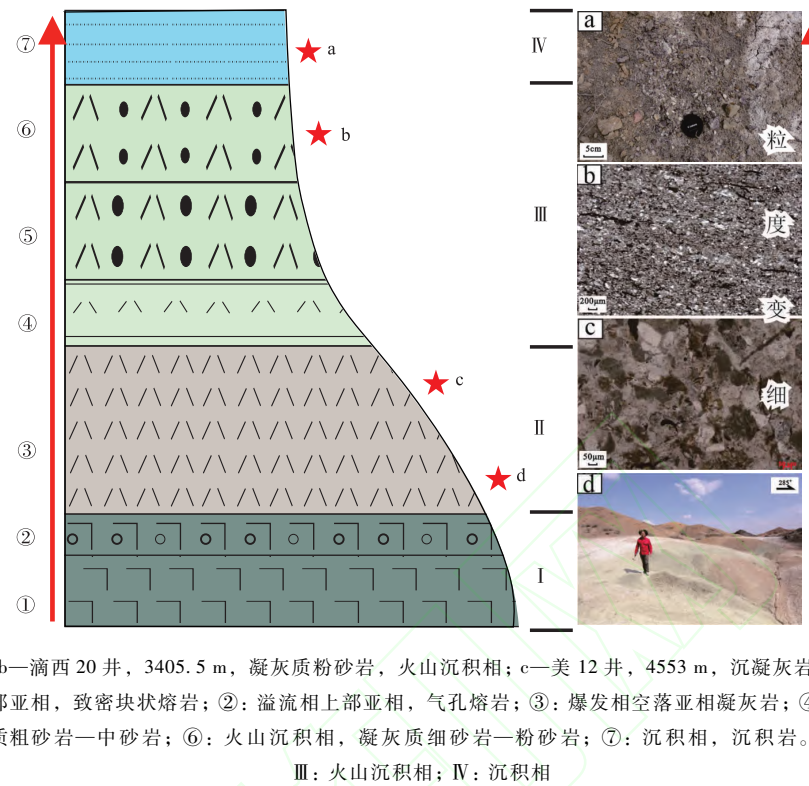 ⑦
⑥
⑤
④
③
②
①
a
b
c
d
Ⅳ
Ⅲ
Ⅱ
Ⅰ
a
5cm
粒
b
度
200μm
变
c
细
50μm
d
285°
b—滴西 20 井，3405.5 m，凝灰质粉砂岩，火山沉积相；c—美 12 井，4553 m，沉凝灰岩
部亚相，致密块状熔岩；②：溢流相上部亚相，气孔熔岩；③：爆发相空落亚相凝灰岩；④
质粗砂岩—中砂岩；⑥：火山沉积相，凝灰质细砂岩—粉砂岩；⑦：沉积相，沉积岩。
Ⅲ：火山沉积相；Ⅳ：沉积相